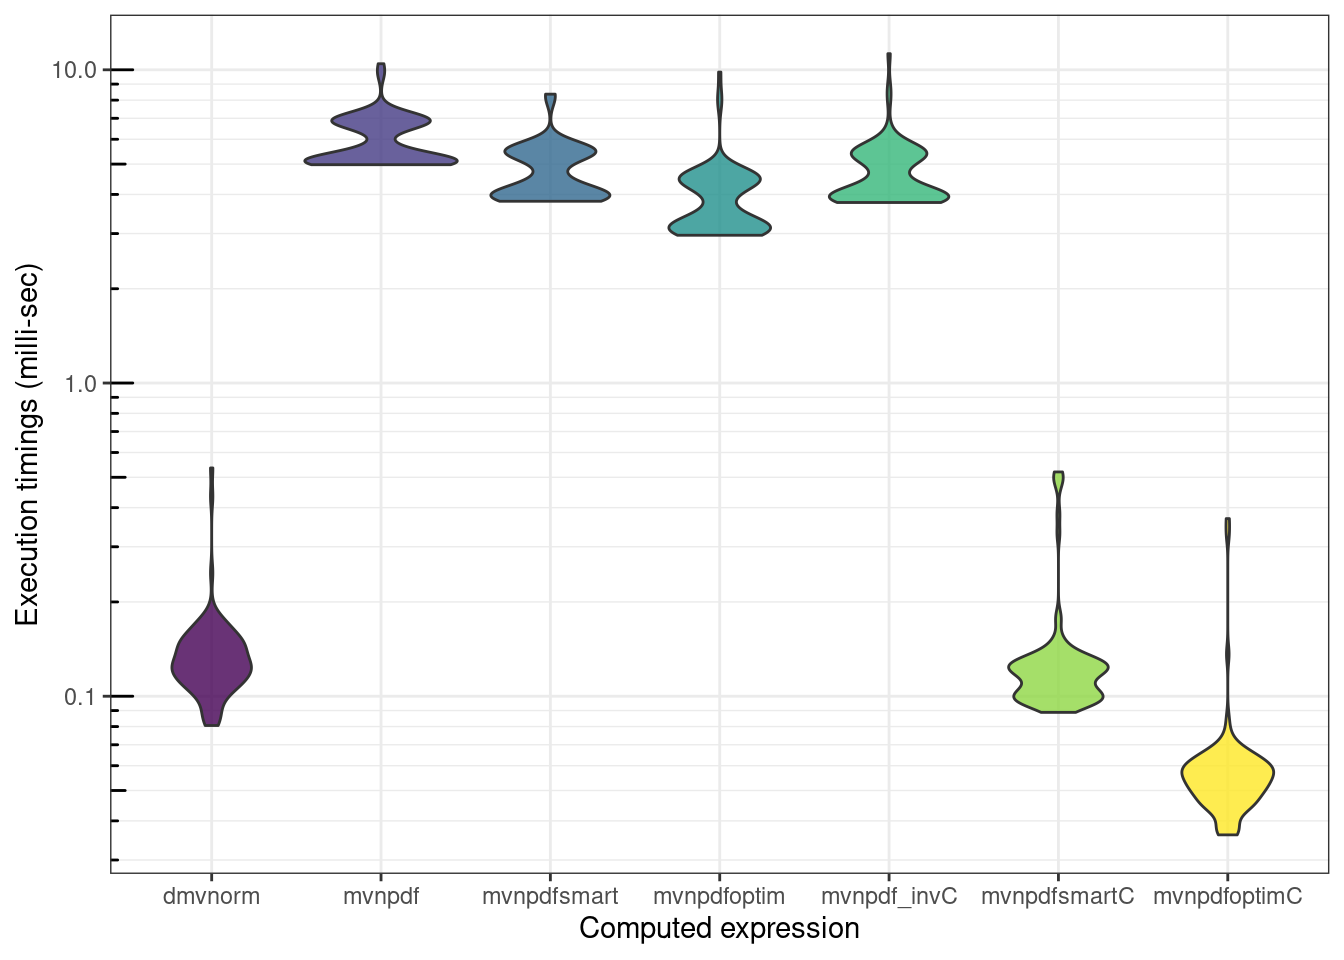 10.0
1.0
0.1
Execution timings (milli-sec)
dmvnorm mvnpdf mvnpdfsmart mvnpdfoptim mvnpdf_invC mvnpdfsmartC mvnpdfoptimC
Computed expression